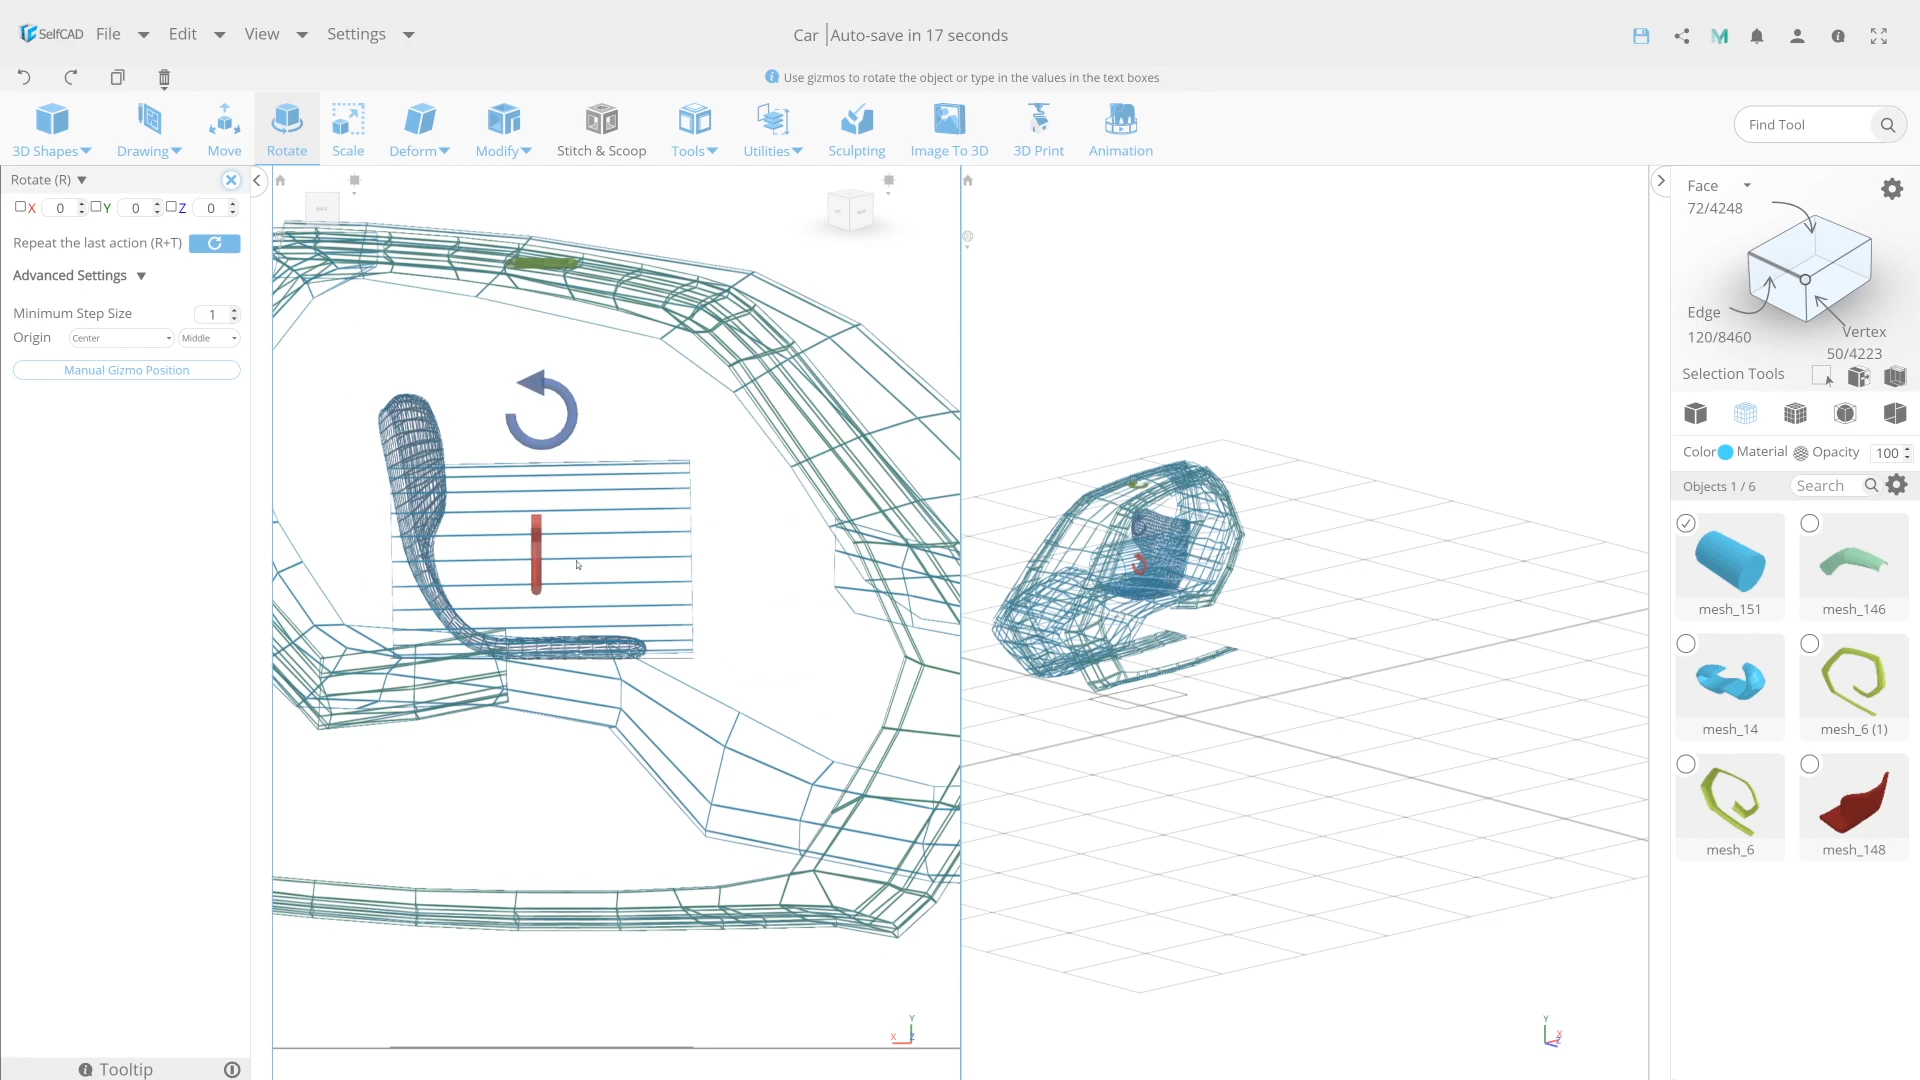 SelfCAD File Edit View Settings
Car Auto-save in 17 seconds
Use gizmos to rotate the object or type in the values in the text boxes
3D Shapes Drawing Move Rotate Scale Deform Modify Stitch & Scoop Tools Utilities Sculpting Image To 3D 3D Print Animation
Find Tool
Rotate (R)
X 0 Y 0 Z 0
Repeat the last action (R+T)
Advanced Settings
Minimum Step Size 1
Origin Center Middle
Manual Gizmo Position
Tooltip
BACK
Y
X Z
Y
X
Z
Face
72/4248
Edge
120/8460
Vertex
50/4223
Selection Tools
Color Material Opacity 100
Objects 1 / 6 Search
mesh_151 mesh_146
mesh_14 mesh_6 (1)
mesh_6 mesh_148